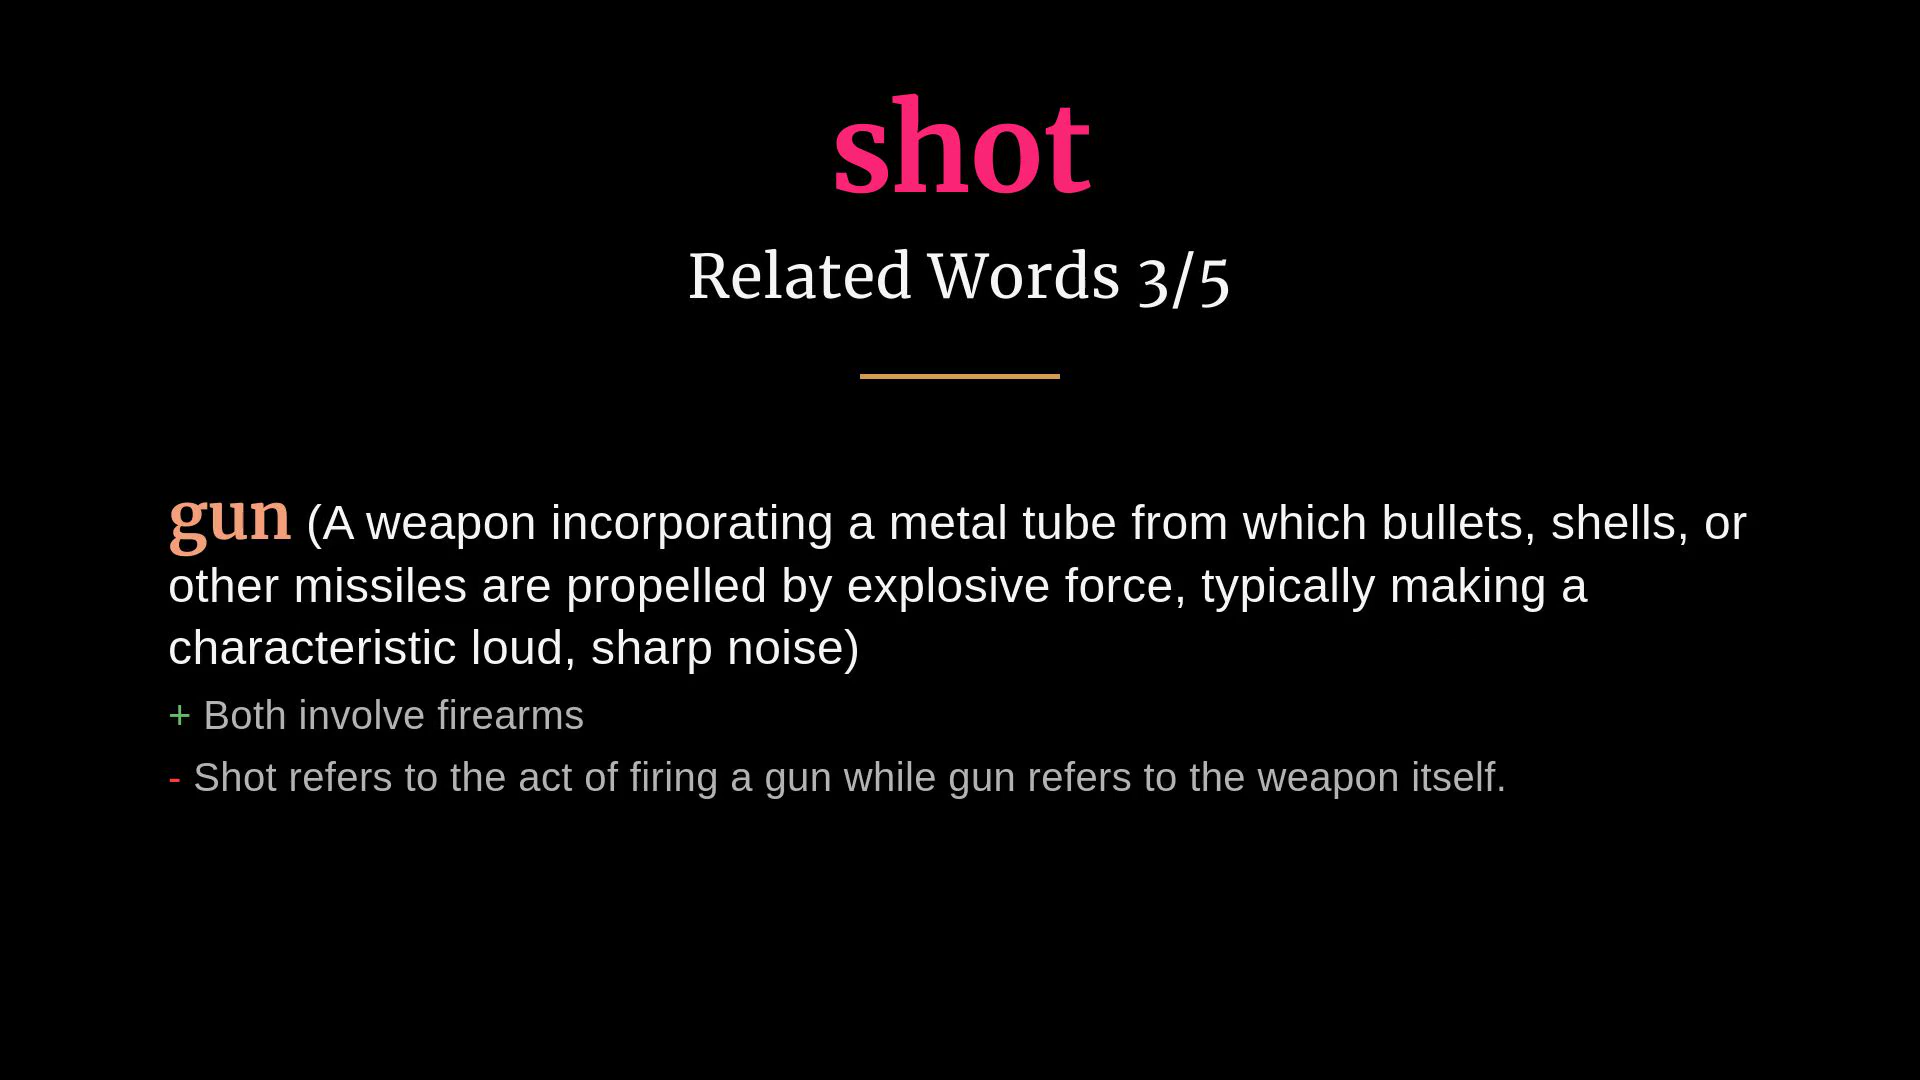 shot
Related Words 3/5
gun (A weapon incorporating a metal tube from which bullets, shells, or
other missiles are propelled by explosive force, typically making a
characteristic loud, sharp noise)
+ Both involve firearms
- Shot refers to the act of firing a gun while gun refers to the weapon itself.